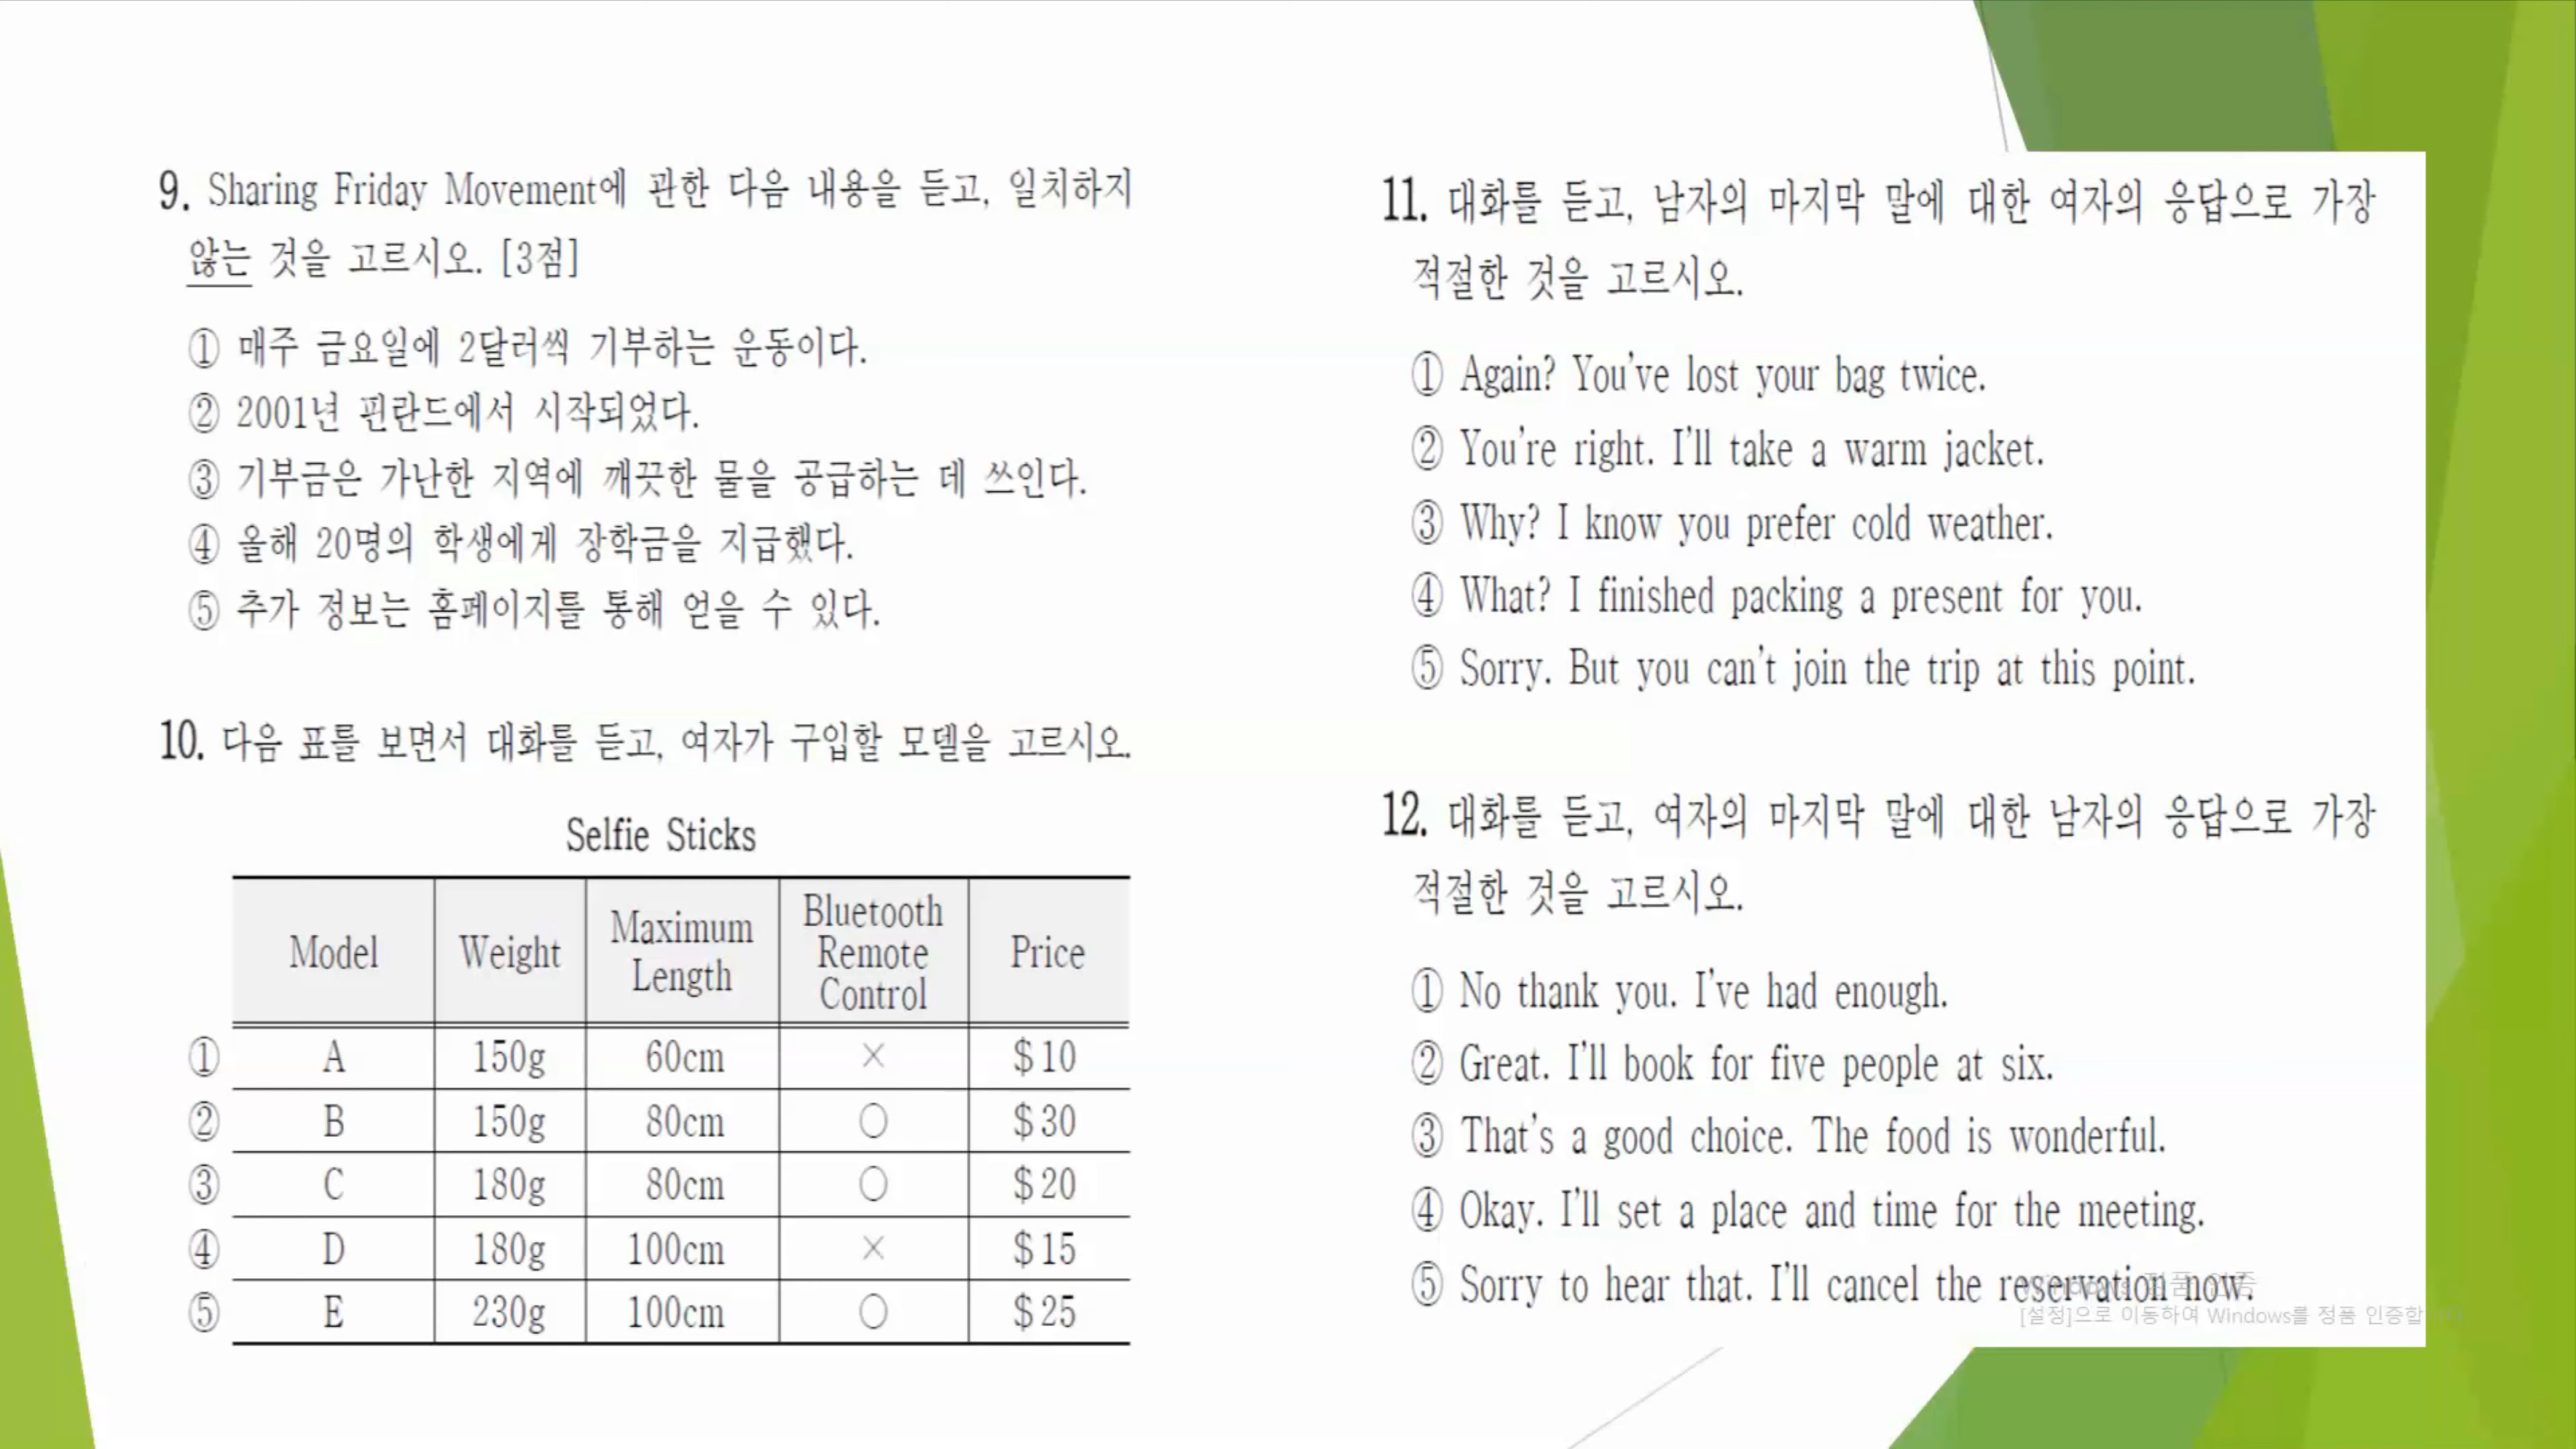 9. Sharing Friday Movement에 관한 다음 내용을 듣고, 일치하지
않는 것을 고르시오. [3점]
① 매주 금요일에 2달러씩 기부하는 운동이다.
② 2001년 핀란드에서 시작되었다.
③ 기부금은 가난한 지역에 깨끗한 물을 공급하는 데 쓰인다.
④ 올해 20명의 학생에게 장학금을 지급했다.
⑤ 추가 정보는 홈페이지를 통해 얻을 수 있다.
10. 다음 표를 보면서 대화를 듣고, 여자가 구입할 모델을 고르시오.
Selfie Sticks
Model Weight Maximum Length Bluetooth Remote Control Price
① A 150g 60cm × $10
② B 150g 80cm ○ $30
③ C 180g 80cm ○ $20
④ D 180g 100cm × $15
⑤ E 230g 100cm ○ $25
11. 대화를 듣고, 남자의 마지막 말에 대한 여자의 응답으로 가장
적절한 것을 고르시오.
① Again? You've lost your bag twice.
② You're right. I'll take a warm jacket.
③ Why? I know you prefer cold weather.
④ What? I finished packing a present for you.
⑤ Sorry. But you can't join the trip at this point.
12. 대화를 듣고, 여자의 마지막 말에 대한 남자의 응답으로 가장
적절한 것을 고르시오.
① No thank you. I've had enough.
② Great. I'll book for five people at six.
③ That's a good choice. The food is wonderful.
④ Okay. I'll set a place and time for the meeting.
⑤ Sorry to hear that. I'll cancel the reservation now.
Windows 정품 인증
[설정]으로 이동하여 Windows를 정품 인증합